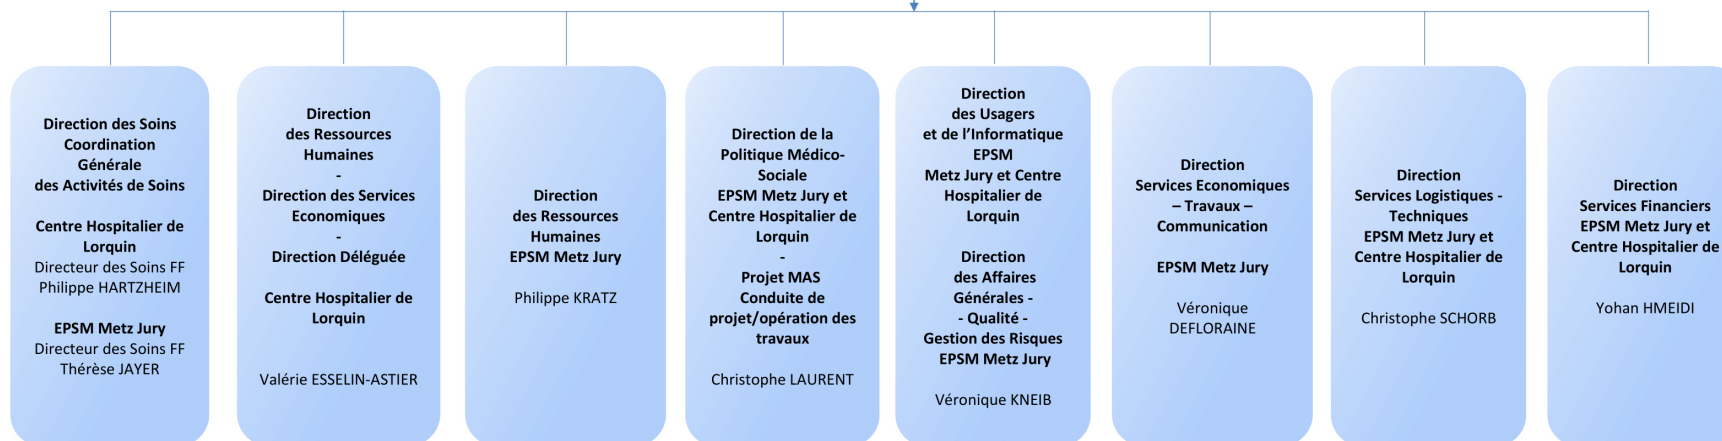 Direction des Soins
Coordination
Générale
des Activités de Soins
Centre Hospitalier de
Lorquin
Directeur des Soins FF
Philippe HARTZHEIM
EPSM Metz Jury
Directeur des Soins FF
Thérèse JAYER
Direction
des Ressources
Humaines
-
Direction des Services
Economiques
-
Direction Déléguée
Centre Hospitalier de
Lorquin
Valérie ESSELIN-ASTIER
Direction
des Ressources
Humaines
EPSM Metz Jury
Philippe KRATZ
Direction de la
Politique Médico-
Sociale
EPSM Metz Jury et
Centre Hospitalier de
Lorquin
-
Projet MAS
Conduite de
projet/opération des
travaux
Christophe LAURENT
Direction
des Usagers
et de l’Informatique
EPSM
Metz Jury et Centre
Hospitalier de
Lorquin
Direction
des Affaires
Générales -
- Qualité -
Gestion des Risques
EPSM Metz Jury
Véronique KNEIB
Direction
Services Economiques
– Travaux –
Communication
EPSM Metz Jury
Véronique
DEFLORAINE
Direction
Services Logistiques -
Techniques
EPSM Metz Jury et
Centre Hospitalier de
Lorquin
Christophe SCHORB
Direction
Services Financiers
EPSM Metz Jury et
Centre Hospitalier de
Lorquin
Yohan HMEIDI